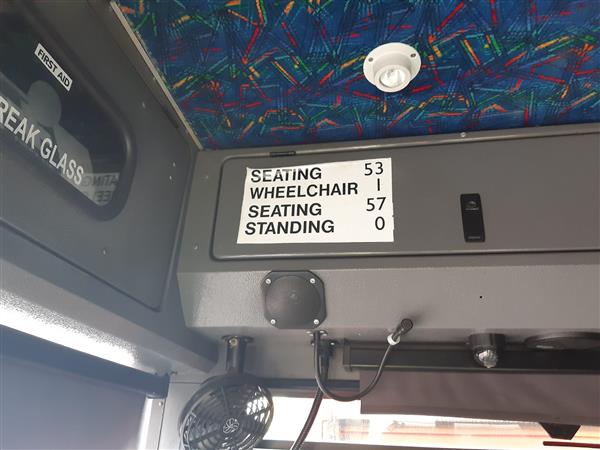 FIRST AID
REAK GLASS
SEATING 53
WHEELCHAIR 1
SEATING 57
STANDING 0